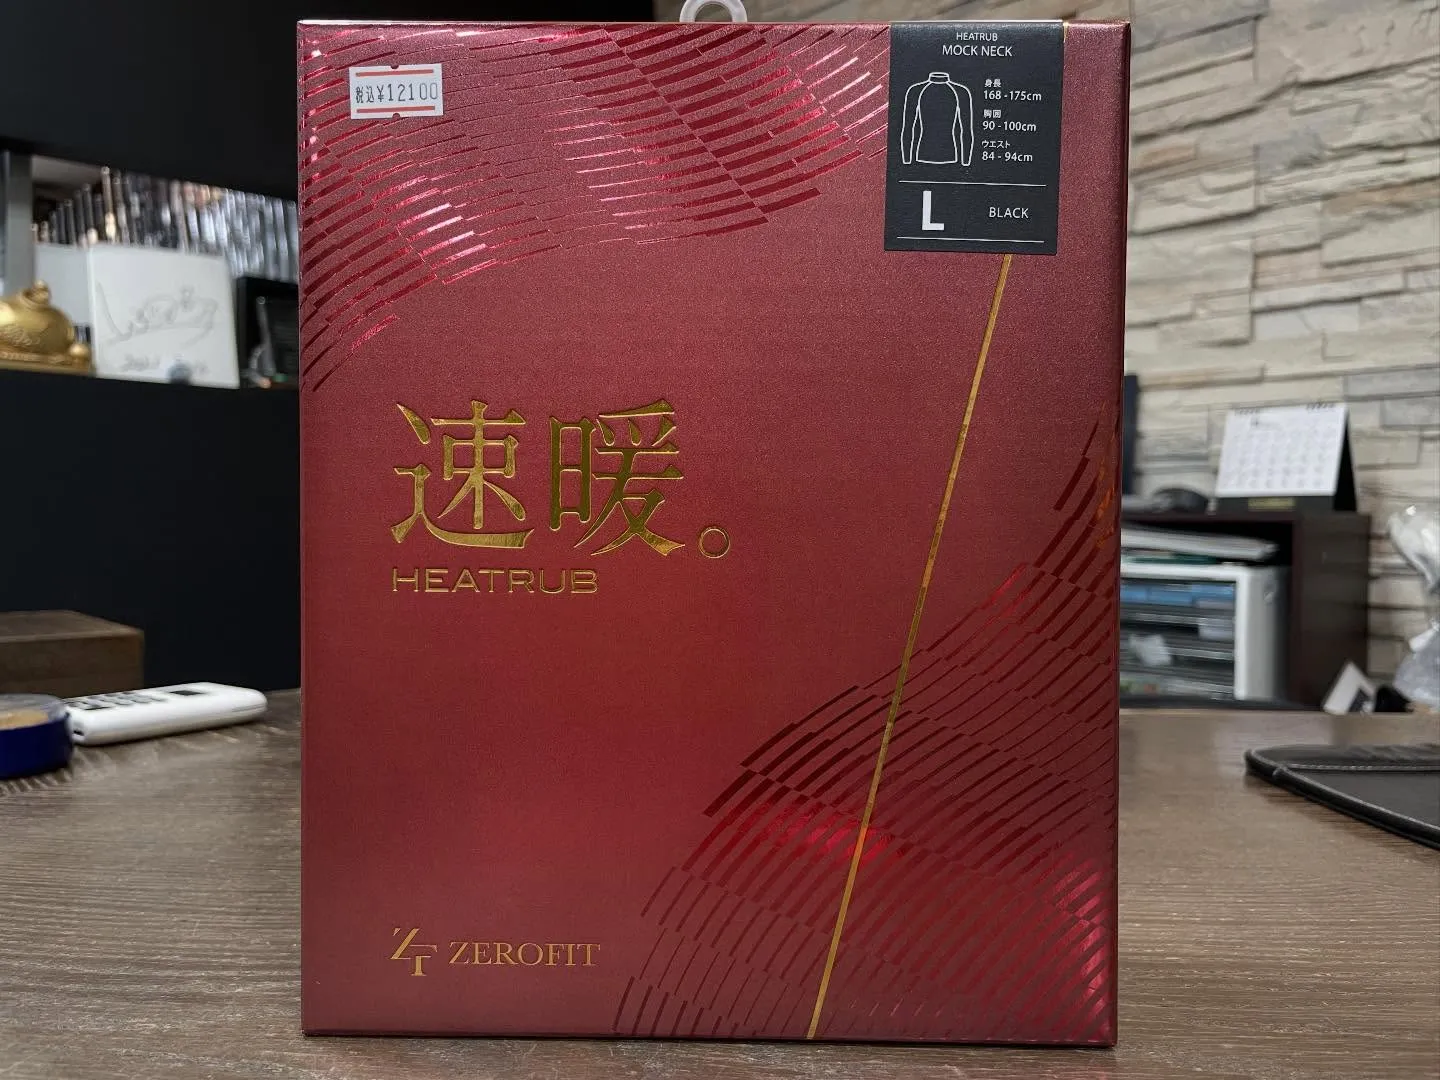 税込¥12100
HEATRUB
MOCK NECK
身長
168 - 175cm
胸囲
90 - 100cm
ウエスト
84 - 94cm
L BLACK
速暖。
HEATRUB
ZEROFIT